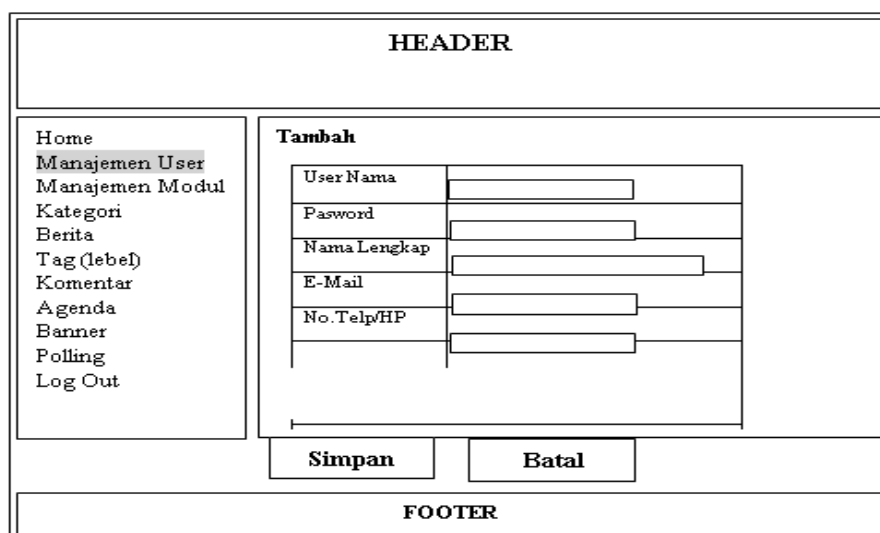 HEADER
Home
Manajemen User
Manajemen Modul
Kategori
Berita
Tag (lebel)
Komentar
Agenda
Banner
Polling
Log Out
Tambah
User Nama
Pasword
Nama Lengkap
E-Mail
No.Telp/HP
Simpan
Batal
FOOTER